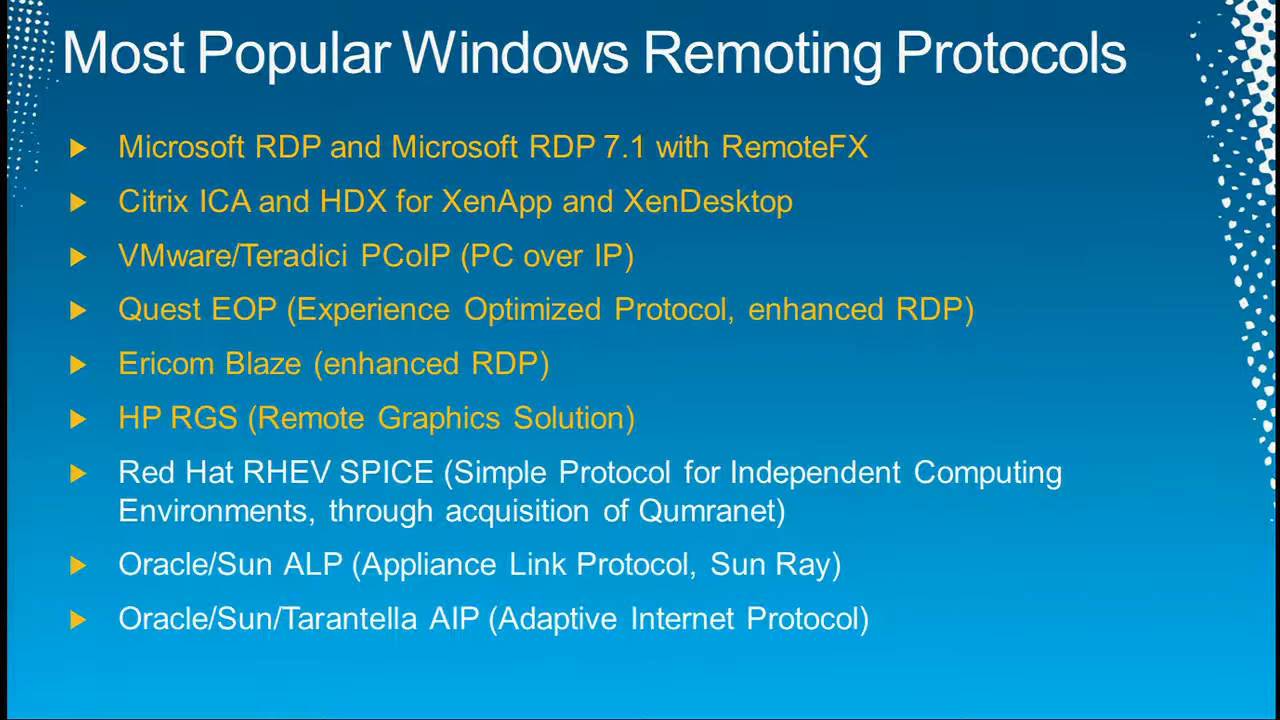 Most Popular Windows Remoting Protocols
Microsoft RDP and Microsoft RDP 7.1 with RemoteFX
Citrix ICA and HDX for XenApp and XenDesktop
VMware/Teradici PCoIP (PC over IP)
Quest EOP (Experience Optimized Protocol, enhanced RDP)
Ericom Blaze (enhanced RDP)
HP RGS (Remote Graphics Solution)
Red Hat RHEV SPICE (Simple Protocol for Independent Computing
Environments, through acquisition of Qumranet)
Oracle/Sun ALP (Appliance Link Protocol, Sun Ray)
Oracle/Sun/Tarantella AIP (Adaptive Internet Protocol)